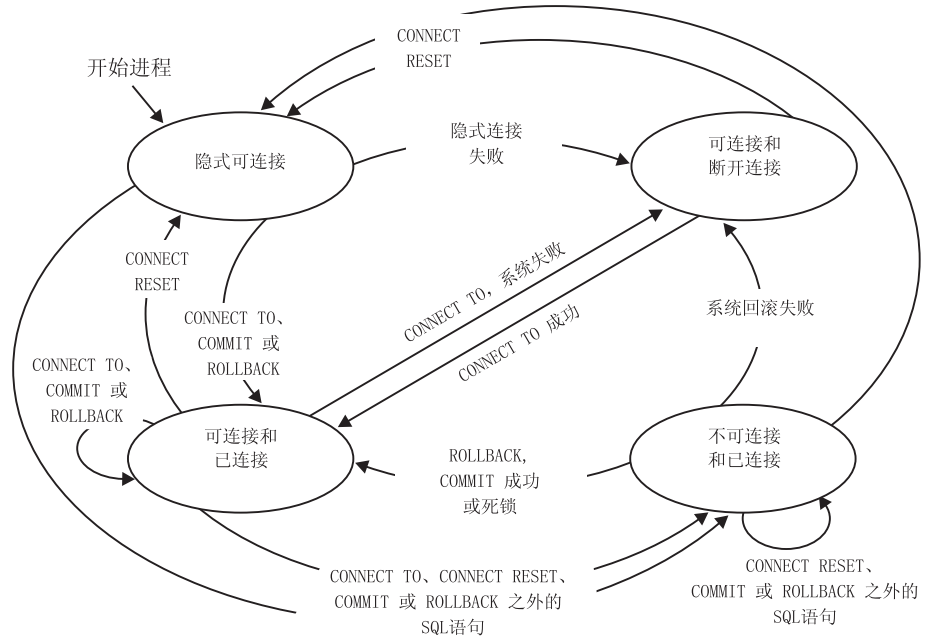 CONNECT
RESET
开始进程
隐式可连接
隐式连接
失败
可连接和
断开连接
CONNECT
RESET
CONNECT TO、
COMMIT 或
ROLLBACK
CONNECT TO, 系统失败
CONNECT TO 成功
系统回滚失败
CONNECT TO、
COMMIT 或
ROLLBACK
可连接和
已连接
ROLLBACK,
COMMIT 成功
或死锁
不可连接
和已连接
CONNECT TO、CONNECT RESET、
COMMIT 或 ROLLBACK 之外的
SQL语句
CONNECT RESET、
COMMIT 或 ROLLBACK 之外的
SQL语句